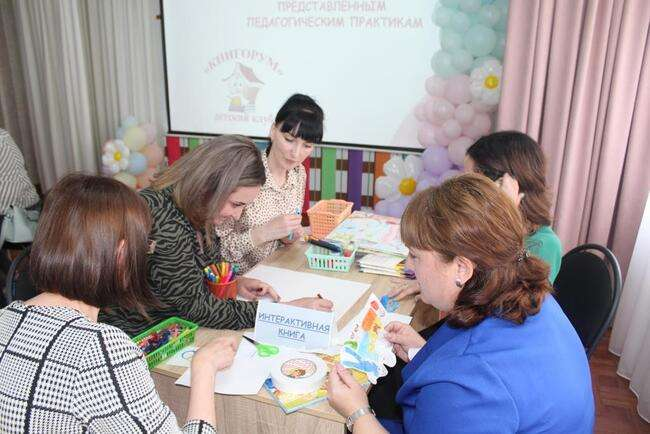 ПРЕДСТАВЛЕННЫМ
ПЕДАГОГИЧЕСКИМ ПРАКТИКАМ
"КНИГОРУМ"
ДЕТСКИЙ КЛУБ
ИНТЕРАКТИВНАЯ
КНИГА